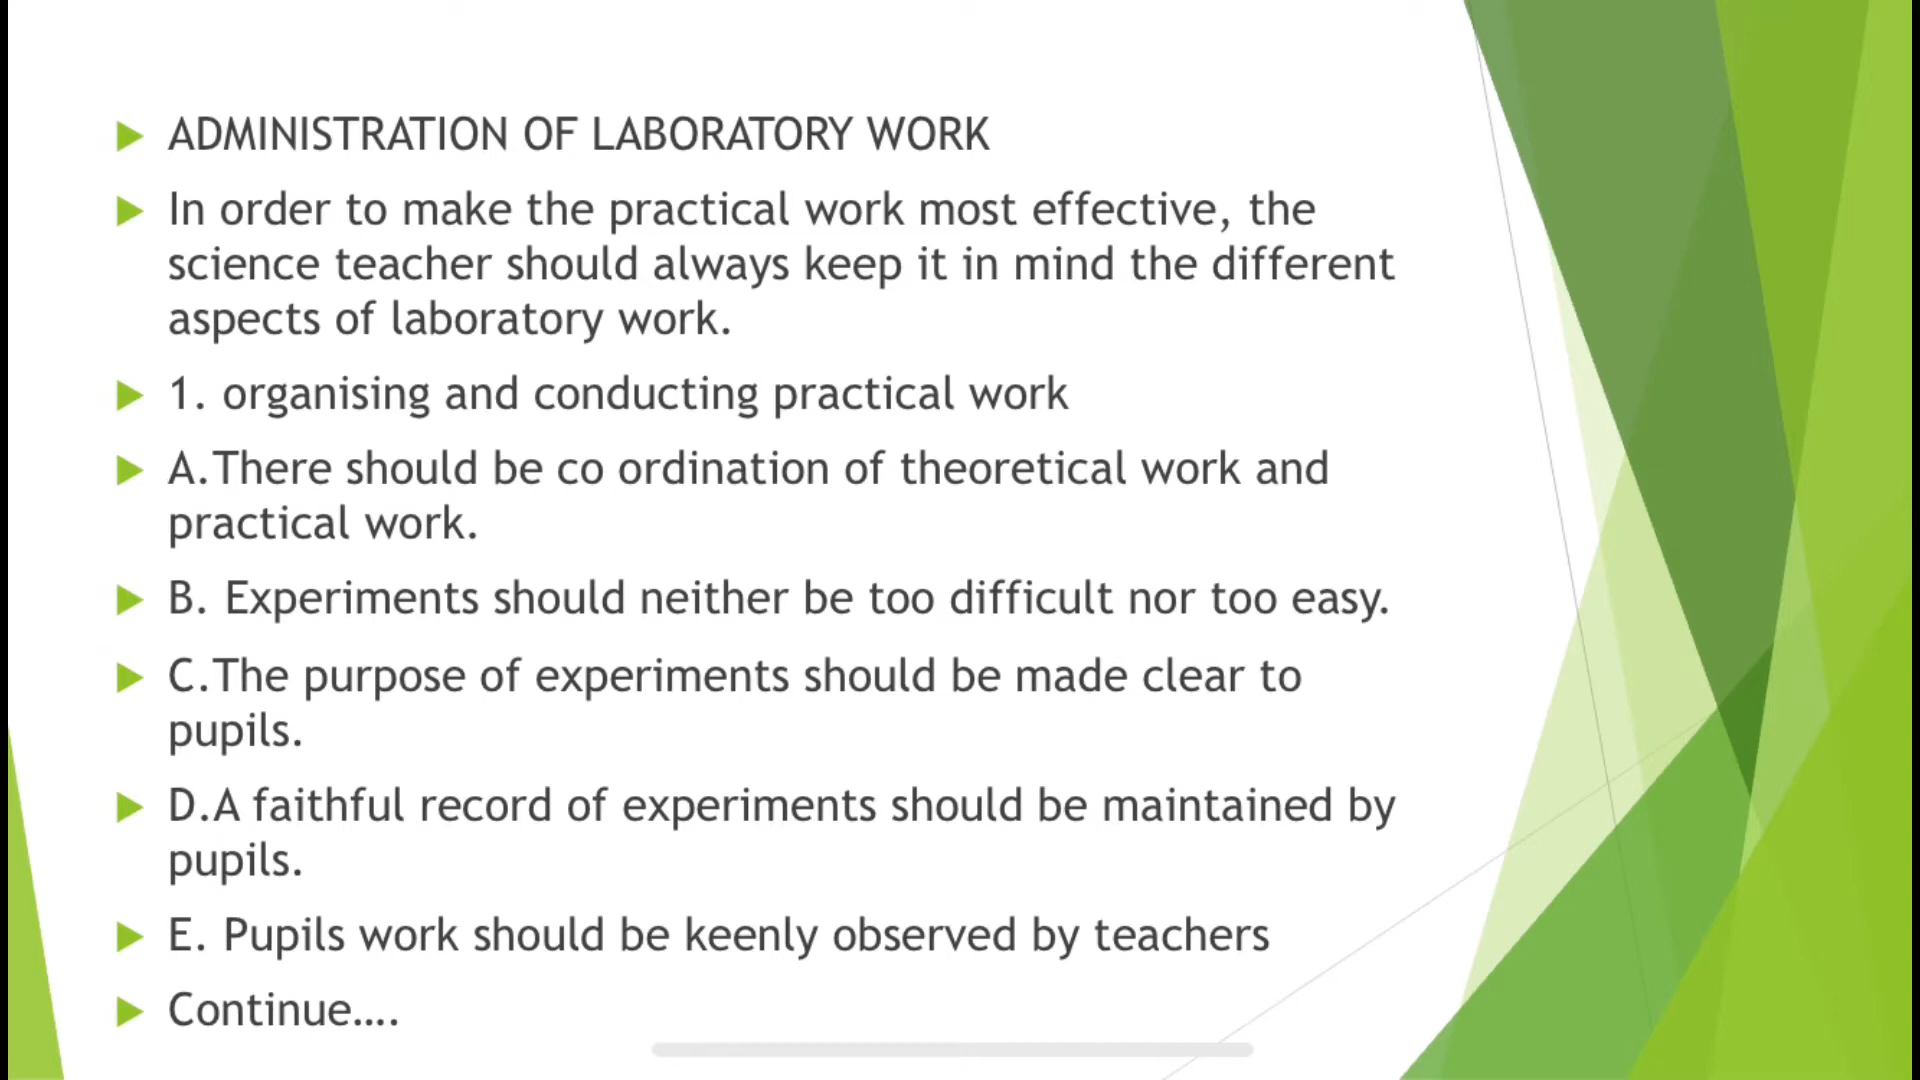 ADMINISTRATION OF LABORATORY WORK
In order to make the practical work most effective, the
science teacher should always keep it in mind the different
aspects of laboratory work.
1. organising and conducting practical work
A.There should be co ordination of theoretical work and
practical work.
B. Experiments should neither be too difficult nor too easy.
C.The purpose of experiments should be made clear to
pupils.
D.A faithful record of experiments should be maintained by
pupils.
E. Pupils work should be keenly observed by teachers
Continue….